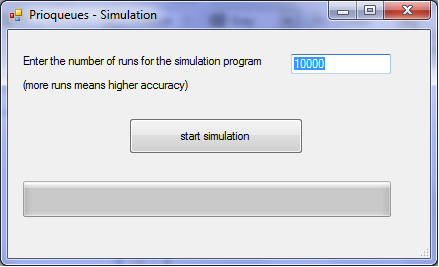 Prioqueues - Simulation
Enter the number of runs for the simulation program
10000
(more runs means higher accuracy)
start simulation